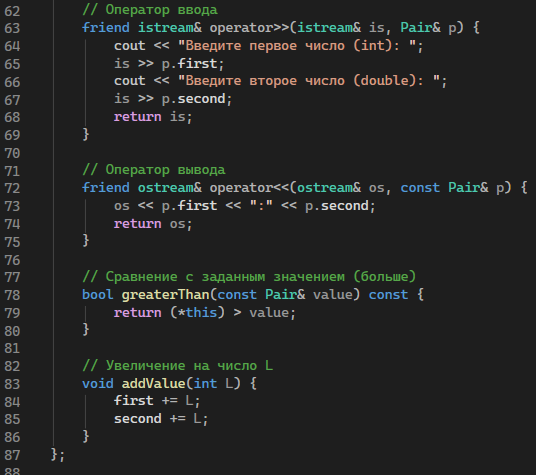 62 // Оператор ввода
63 friend istream& operator>>(istream& is, Pair& p) {
64 cout << "Введите первое число (int): ";
65 is >> p.first;
66 cout << "Введите второе число (double): ";
67 is >> p.second;
68 return is;
69 }
70
71 // Оператор вывода
72 friend ostream& operator<<(ostream& os, const Pair& p) {
73 os << p.first << ":" << p.second;
74 return os;
75 }
76
77 // Сравнение с заданным значением (больше)
78 bool greaterThan(const Pair& value) const {
79 return (*this) > value;
80 }
81
82 // Увеличение на число L
83 void addValue(int L) {
84 first += L;
85 second += L;
86 }
87 };
88